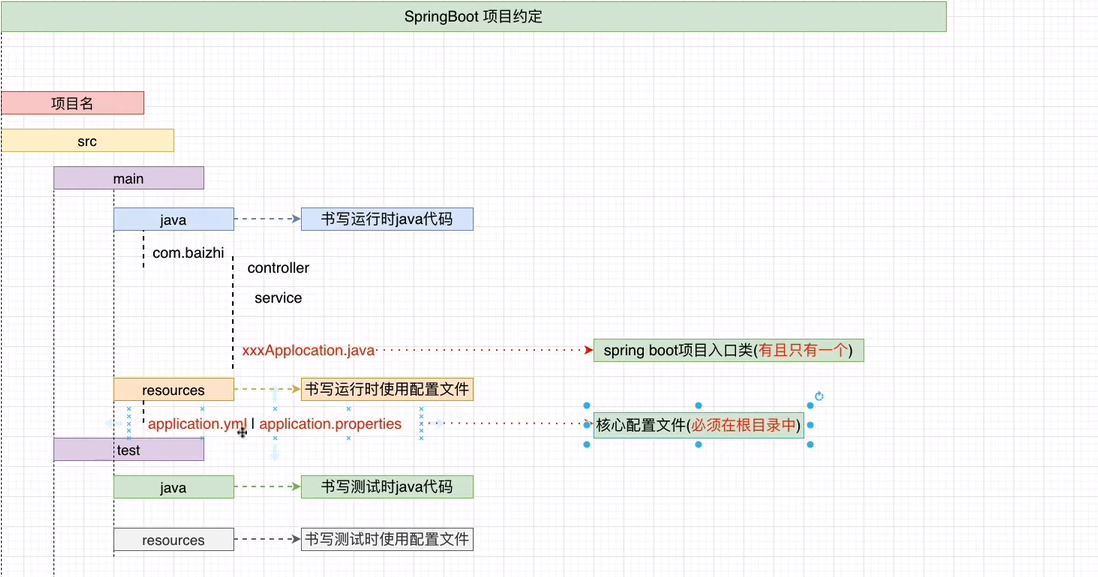 SpringBoot 项目约定
项目名
src
main
java 书写运行时java代码
com.baizhi
controller
service
xxxApplocation.java spring boot项目入口类(有且只有一个)
resources 书写运行时使用配置文件
application.yml | application.properties 核心配置文件(必须在根目录中)
test
java 书写测试时java代码
resources 书写测试时使用配置文件